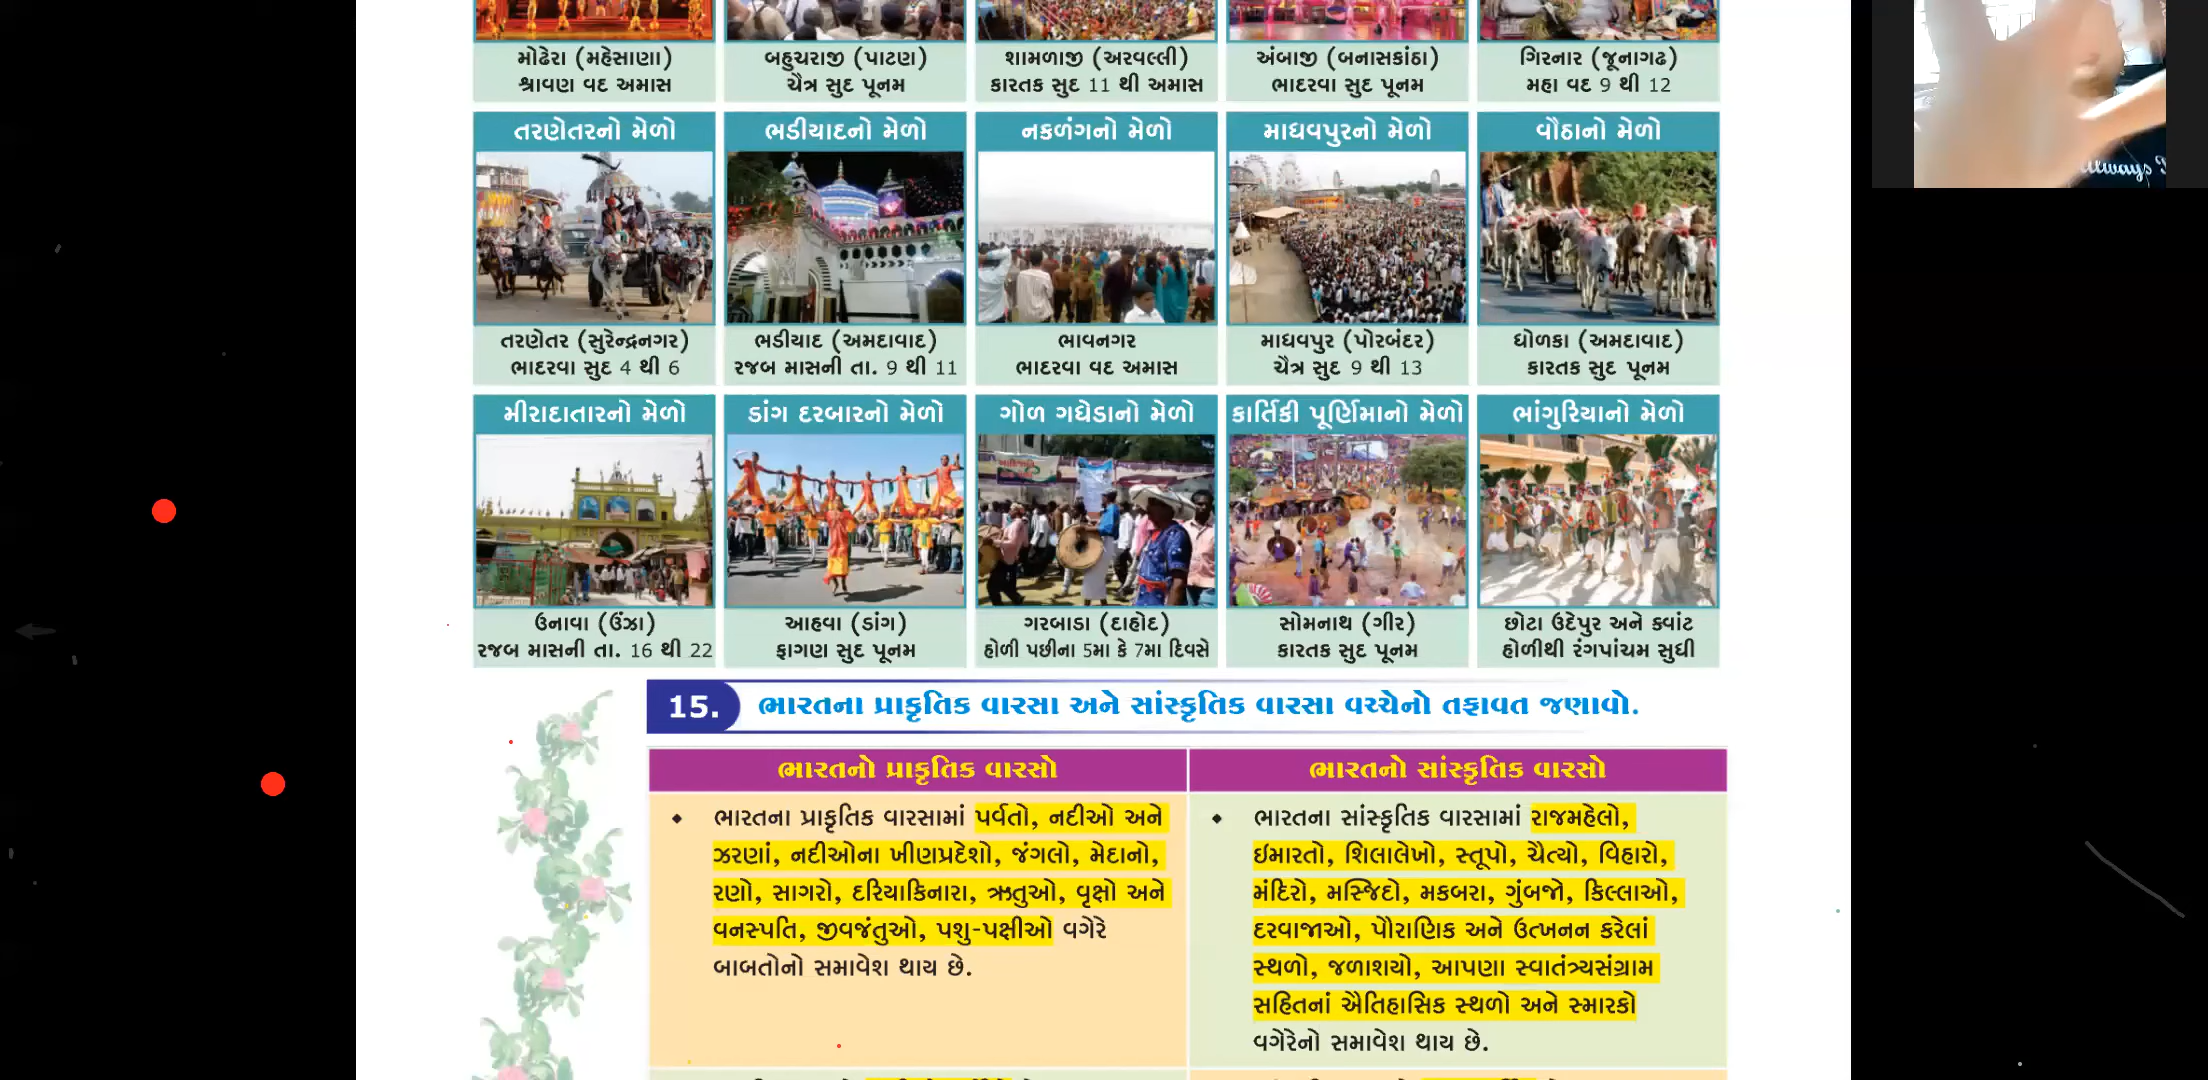 મોઢેરા (મહેસાણા)
શ્રાવણ વદ અમાસ
બહુચરાજી (પાટણ)
ચૈત્ર સુદ પૂનમ
શામળાજી (અરવલ્લી)
કારતક સુદ 11 થી અમાસ
અંબાજી (બનાસકાંઠા)
ભાદરવા સુદ પૂનમ
ગિરનાર (જૂનાગઢ)
મહા વદ 9 થી 12
તરણેતરનો મેળો
તરણેતર (સુરેન્દ્રનગર)
ભાદરવા સુદ 4 થી 6
ભડીયાદનો મેળો
ભડીયાદ (અમદાવાદ)
રજબ માસની તા. 9 થી 11
નકળંગનો મેળો
ભાવનગર
ભાદરવા વદ અમાસ
માધવપુરનો મેળો
માધવપુર (પોરબંદર)
ચૈત્ર સુદ 9 થી 13
વૌઠાનો મેળો
ધોળકા (અમદાવાદ)
કારતક સુદ પૂનમ
મીરાદાતારનો મેળો
ઉનાવા (ઉંઝા)
રજબ માસની તા. 16 થી 22
ડાંગ દરબારનો મેળો
આહવા (ડાંગ)
ફાગણ સુદ પૂનમ
ગોળ ગધેડાનો મેળો
ગરબાડા (દાહોદ)
હોળી પછીના 5મા કે 7મા દિવસે
કાર્તિકી પૂર્ણિમાનો મેળો
સોમનાથ (ગીર)
કારતક સુદ પૂનમ
ભાંગુરિયાનો મેળો
છોટા ઉદેપુર અને ક્વાંટ
હોળીથી રંગપાંચમ સુધી
15. ભારતના પ્રાકૃતિક વારસા અને સાંસ્કૃતિક વારસા વચ્ચેનો તફાવત જણાવો.
ભારતનો પ્રાકૃતિક વારસો
• ભારતના પ્રાકૃતિક વારસામાં પર્વતો, નદીઓ અને
ઝરણાં, નદીઓના ખીણપ્રદેશો, જંગલો, મેદાનો,
રણો, સાગરો, દરિયાકિનારા, ઋતુઓ, વૃક્ષો અને
વનસ્પતિ, જીવજંતુઓ, પશુ-પક્ષીઓ વગેરે
બાબતોનો સમાવેશ થાય છે.
ભારતનો સાંસ્કૃતિક વારસો
• ભારતના સાંસ્કૃતિક વારસામાં રાજમહેલો,
ઈમારતો, શિલાલેખો, સ્તૂપો, ચૈત્યો, વિહારો,
મંદિરો, મસ્જિદો, મકબરા, ગુંબજો, કિલ્લાઓ,
દરવાજાઓ, પૌરાણિક અને ઉત્ખનન કરેલાં
સ્થળો, જળાશયો, આપણા સ્વાતંત્ર્યસંગ્રામ
સહિતનાં ઐતિહાસિક સ્થળો અને સ્મારકો
વગેરેનો સમાવેશ થાય છે.